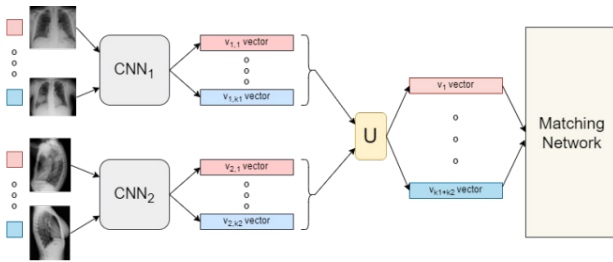 CNN1
v1,1 vector
v1,k1 vector
CNN2
v2,1 vector
v2,k2 vector
U
v1 vector
vk1+k2 vector
Matching
Network